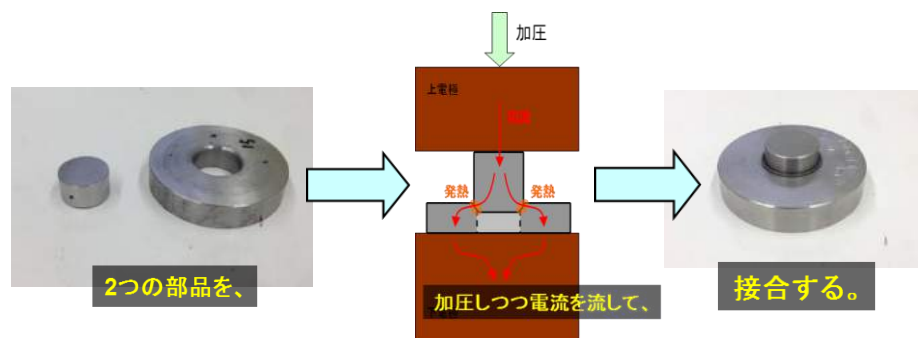 加圧
上電極
15
発熱
発熱
2つの部品を、
加圧しつつ電流を流して、
接合する。